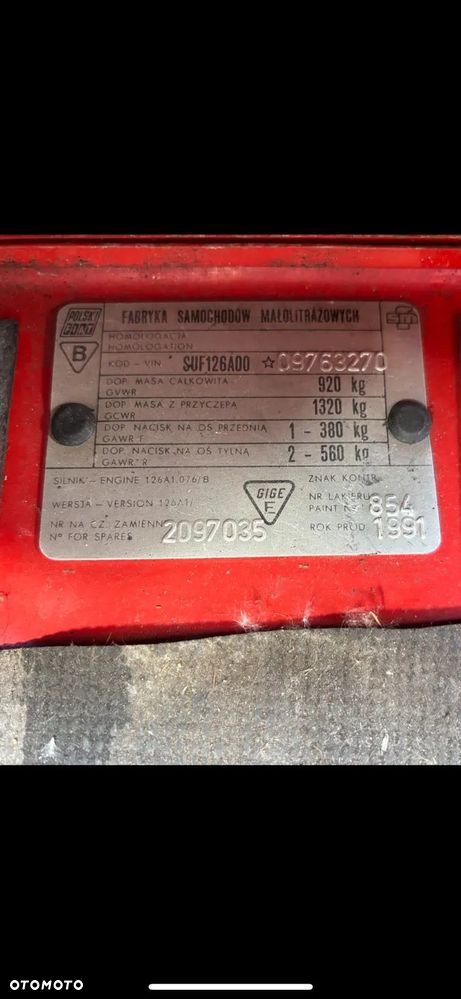 POLSKI
FIAT
FABRYKA SAMOCHODÓW MAŁOLITRAŻOWYCH
HOMOLOGACJA
HOMOLOGATION
B
KOD - VIN SUF126A00 ☆09763270
DOP. MASA CAŁKOWITA
GVWR
920 kg
DOP. MASA Z PRZYCZEPĄ
GCWR
1320 kg
DOP. NACISK NA OŚ PRZEDNIĄ
GAWR F
1 - 380 kg
DOP. NACISK NA OŚ TYLNĄ
GAWR R
2 - 560 kg
SILNIK - ENGINE 126A1.076/B
ZNAK KONTR.
WERSJA - VERSION 126A1/
GIGE
E
NR LAKIERU
PAINT Nº 854
NR NA CZ. ZAMIENN.
Nº FOR SPARES
2097035
ROK PROD. 1991
OTOMOTO